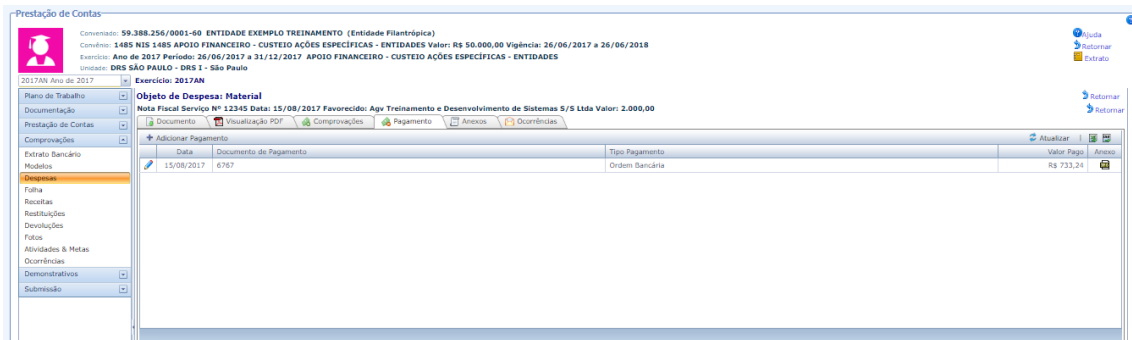 Prestação de Contas
Conveniado: 59.388.256/0001-60 ENTIDADE EXEMPLO TREINAMENTO (Entidade Filantrópica)
Convênio: 1485 NIS 1485 APOIO FINANCEIRO - CUSTEIO AÇÕES ESPECÍFICAS - ENTIDADES Valor: R$ 50.000,00 Vigência: 26/06/2017 a 26/06/2018
Exercício: Ano de 2017 Período: 26/06/2017 a 31/12/2017 APOIO FINANCEIRO - CUSTEIO AÇÕES ESPECÍFICAS - ENTIDADES
Unidade: DRS SÃO PAULO - DRS I - São Paulo
Ajuda
Retornar
Extrato
2017AN Ano de 2017
Exercício: 2017AN
Plano de Trabalho
Documentação
Prestação de Contas
Comprovações
Extrato Bancário
Modelos
Despesas
Folha
Receitas
Restituições
Devoluções
Fotos
Atividades & Metas
Ocorrências
Demonstrativos
Submissão
Objeto de Despesa: Material
Retornar
Nota Fiscal Serviço Nº 12345 Data: 15/08/2017 Favorecido: Agv Treinamento e Desenvolvimento de Sistemas S/S Ltda Valor: 2.000,00
Retornar
Documento Visualização PDF Comprovações Pagamento Anexos Ocorrências
Adicionar Pagamento Atualizar
Data Documento de Pagamento Tipo Pagamento Valor Pago Anexo
15/08/2017 6767 Ordem Bancária R$ 733,24